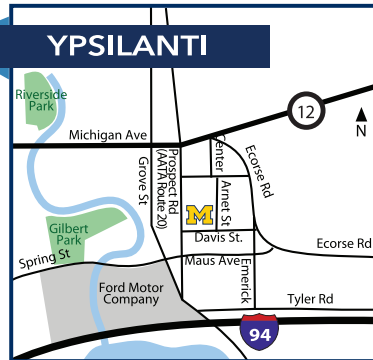 YPSILANTI
Riverside
Park
12
N
Michigan Ave
Center
Ecorse Rd
Grove St
Prospect Rd
(AATA Route 20)
Arnet St
M
Gilbert
Park
Davis St.
Ecorse Rd
Spring St
Maus Ave
Emerick
Ford Motor
Company
Tyler Rd
94